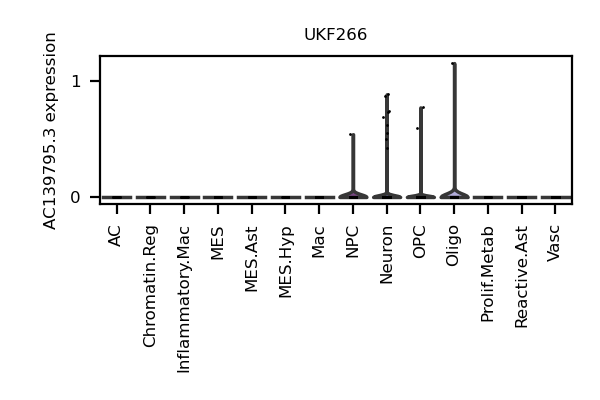 UKF266
AC139795.3 expression
1
0
AC
Chromatin.Reg
Inflammatory.Mac
MES
MES.Ast
MES.Hyp
Mac
NPC
Neuron
OPC
Oligo
Prolif.Metab
Reactive.Ast
Vasc